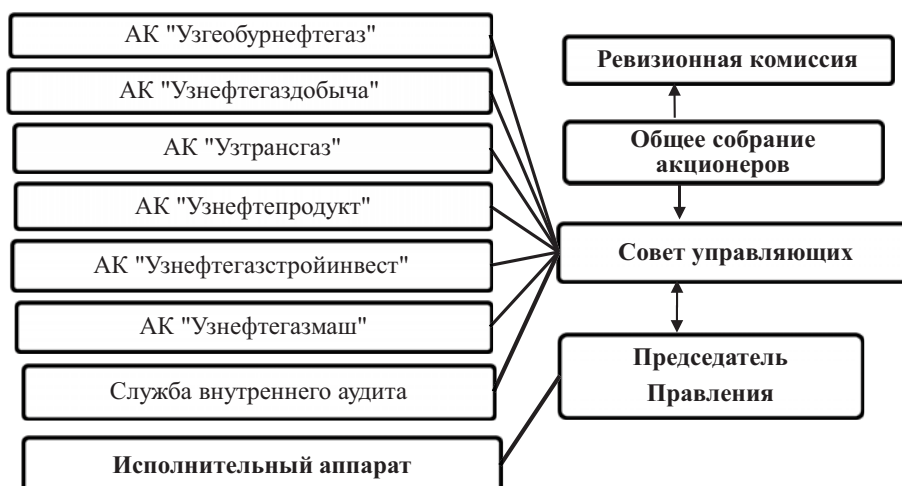 АК "Узгеобурнефтегаз"
АК "Узнефтегаздобыча"
АК "Узтрансгаз"
АК "Узнефтепродукт"
АК "Узнефтегазстройинвест"
АК "Узнефтегазмаш"
Служба внутреннего аудита
Исполнительный аппарат
Ревизионная комиссия
Общее собрание
акционеров
Совет управляющих
Председатель
Правления